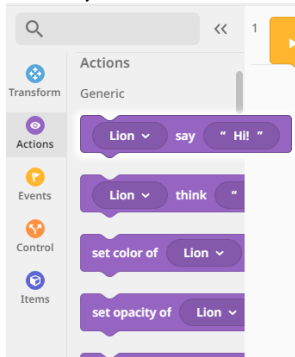 1
Actions
Generic
Transform
Lion say " Hi! "
Actions
Lion think "
Events
Control
set color of Lion
Items
set opacity of Lion